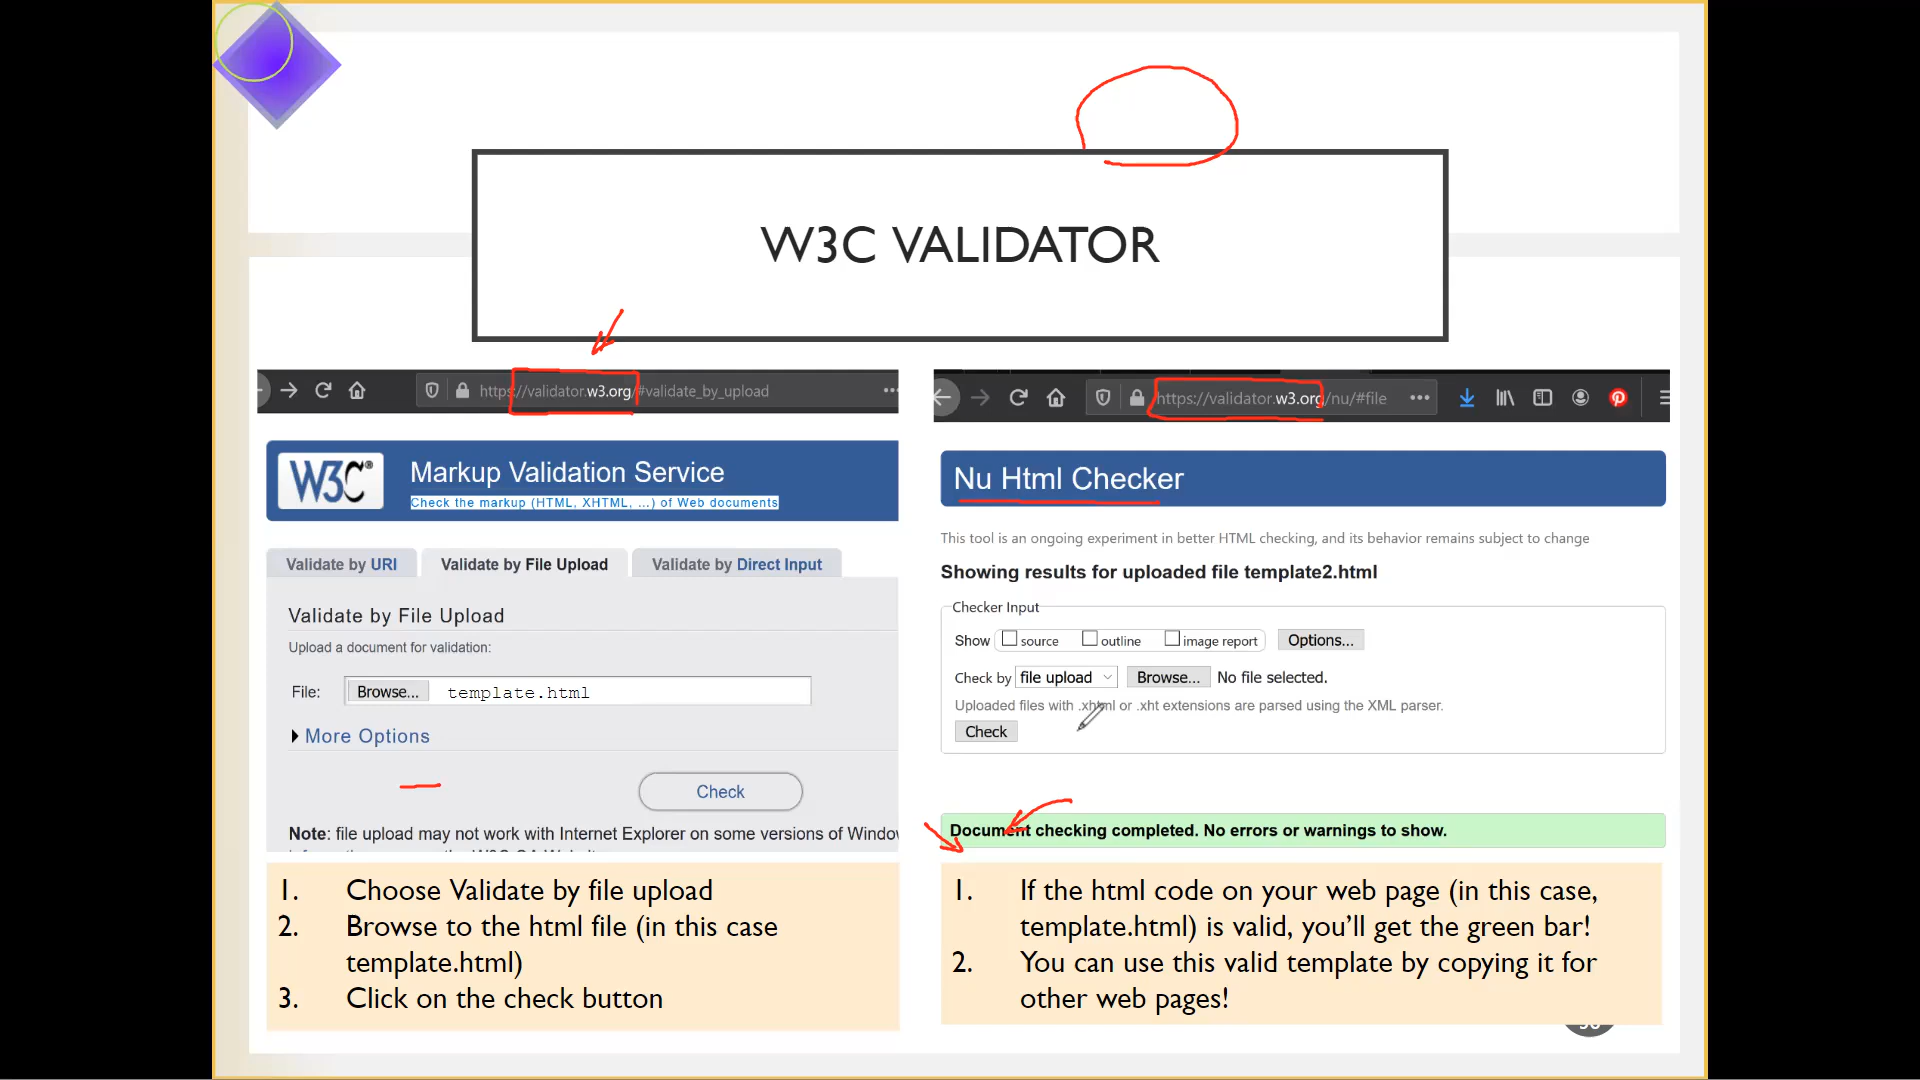 W3C VALIDATOR
https://validator.w3.org/#validate_by_upload
W3C®
Markup Validation Service
Check the markup (HTML, XHTML, ...) of Web documents
Validate by URI
Validate by File Upload
Validate by Direct Input
Validate by File Upload
Upload a document for validation:
File: Browse... template.html
More Options
Check
Note: file upload may not work with Internet Explorer on some versions of
1. Choose Validate by file upload
2. Browse to the html file (in this case
template.html)
3. Click on the check button
https://validator.w3.org/nu/#file
Nu Html Checker
This tool is an ongoing experiment in better HTML checking, and its behavior remains subject to change
Showing results for uploaded file template2.html
Checker Input
Show source outline image report Options...
Check by file upload Browse... No file selected.
Uploaded files with .xhtml or .xht extensions are parsed using the XML parser.
Check
Document checking completed. No errors or warnings to show.
1. If the html code on your web page (in this case,
template.html) is valid, you'll get the green bar!
2. You can use this valid template by copying it for
other web pages!